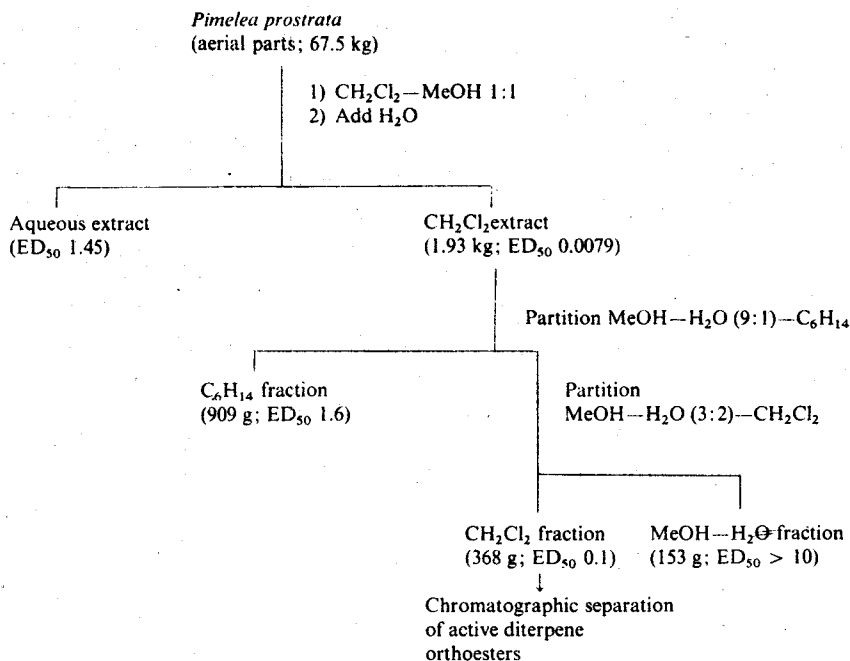 Pimelea prostrata
(aerial parts; 67.5 kg)
1) CH₂Cl₂—MeOH 1:1
2) Add H₂O
Aqueous extract
(ED₅₀ 1.45)
CH₂Cl₂extract
(1.93 kg; ED₅₀ 0.0079)
Partition MeOH—H₂O (9:1)—C₆H₁₄
C₆H₁₄ fraction
(909 g; ED₅₀ 1.6)
Partition
MeOH—H₂O (3:2)—CH₂Cl₂
CH₂Cl₂ fraction
(368 g; ED₅₀ 0.1)
MeOH—H₂O fraction
(153 g; ED₅₀ > 10)
Chromatographic separation
of active diterpene
orthoesters